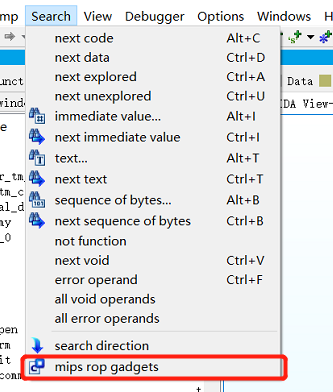 mp Search View Debugger Options Windows H
next code Alt+C
next data Ctrl+D
next explored Ctrl+A
next unexplored Ctrl+U
immediate value... Alt+I
next immediate value Ctrl+I
text... Alt+T
next text Ctrl+T
sequence of bytes... Alt+B
next sequence of bytes Ctrl+B
not function
next void Ctrl+V
error operand Ctrl+F
all void operands
all error operands
search direction
mips rop gadgets
unct
Data
windo
DA View-
e
r_tm_
tm_c
al_d
ay
_0
pen
rm
it
comm